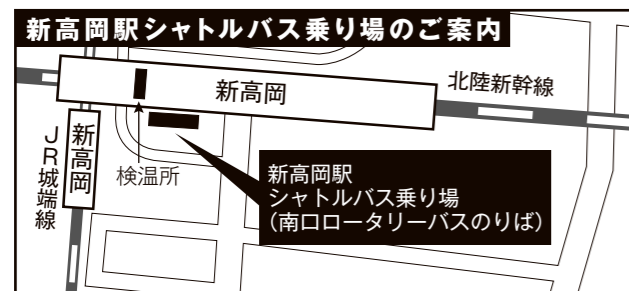 新高岡駅シャトルバス乗り場のご案内
新高岡
北陸新幹線
新高岡
JR城端線
検温所
新高岡駅
シャトルバス乗り場
(南口ロータリーバスのりば)